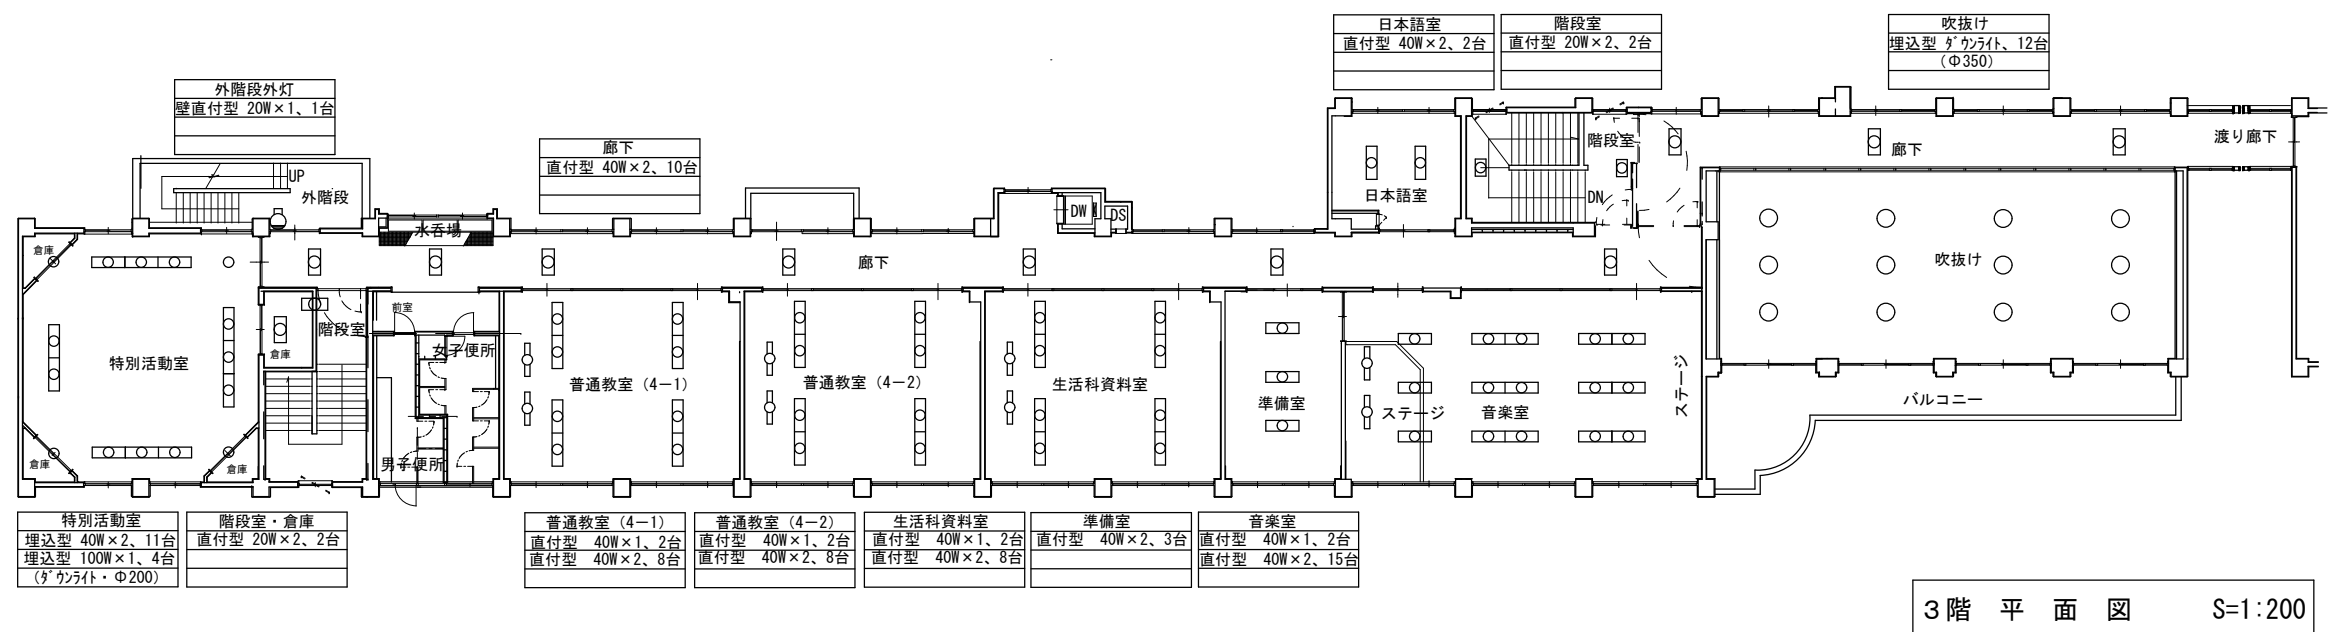 日本語室
直付型 40W×2、2台
階段室
直付型 20W×2、2台
吹抜け
埋込型 ダウンライト、12台
(Φ350)
外階段外灯
壁直付型 20W×1、1台
廊下
直付型 40W×2、10台
UP
外階段
水呑場
DW
DS
日本語室
階段室
DN
廊下
渡り廊下
倉庫
廊下
吹抜け
前室
階段室
倉庫
女子便所
特別活動室
普通教室(4-1)
普通教室(4-2)
生活科資料室
準備室
ステージ
音楽室
ステージ
バルコニー
倉庫
倉庫
男子便所
特別活動室
埋込型 40W×2、11台
埋込型 100W×1、4台
(ダウンライト・Φ200)
階段室・倉庫
直付型 20W×2、2台
普通教室(4-1)
直付型 40W×1、2台
直付型 40W×2、8台
普通教室(4-2)
直付型 40W×1、2台
直付型 40W×2、8台
生活科資料室
直付型 40W×1、2台
直付型 40W×2、8台
準備室
直付型 40W×2、3台
音楽室
直付型 40W×1、2台
直付型 40W×2、15台
3階 平 面 図 S=1:200